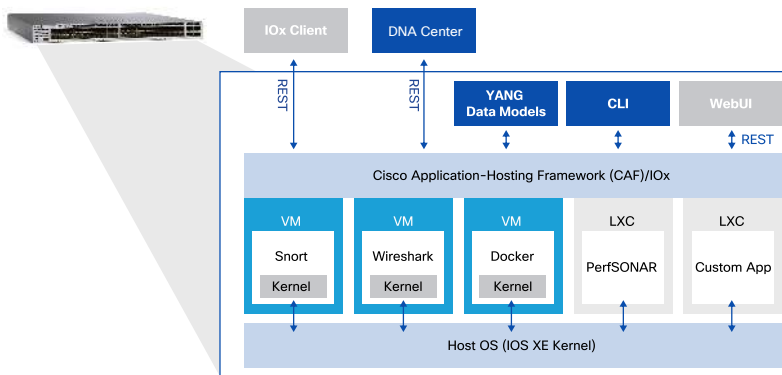 IOx Client
DNA Center
REST
REST
YANG
Data Models
CLI
WebUI
REST
Cisco Application-Hosting Framework (CAF)/IOx
VM
VM
VM
LXC
LXC
Snort
Wireshark
Docker
PerfSONAR
Custom App
Kernel
Kernel
Kernel
Host OS (IOS XE Kernel)